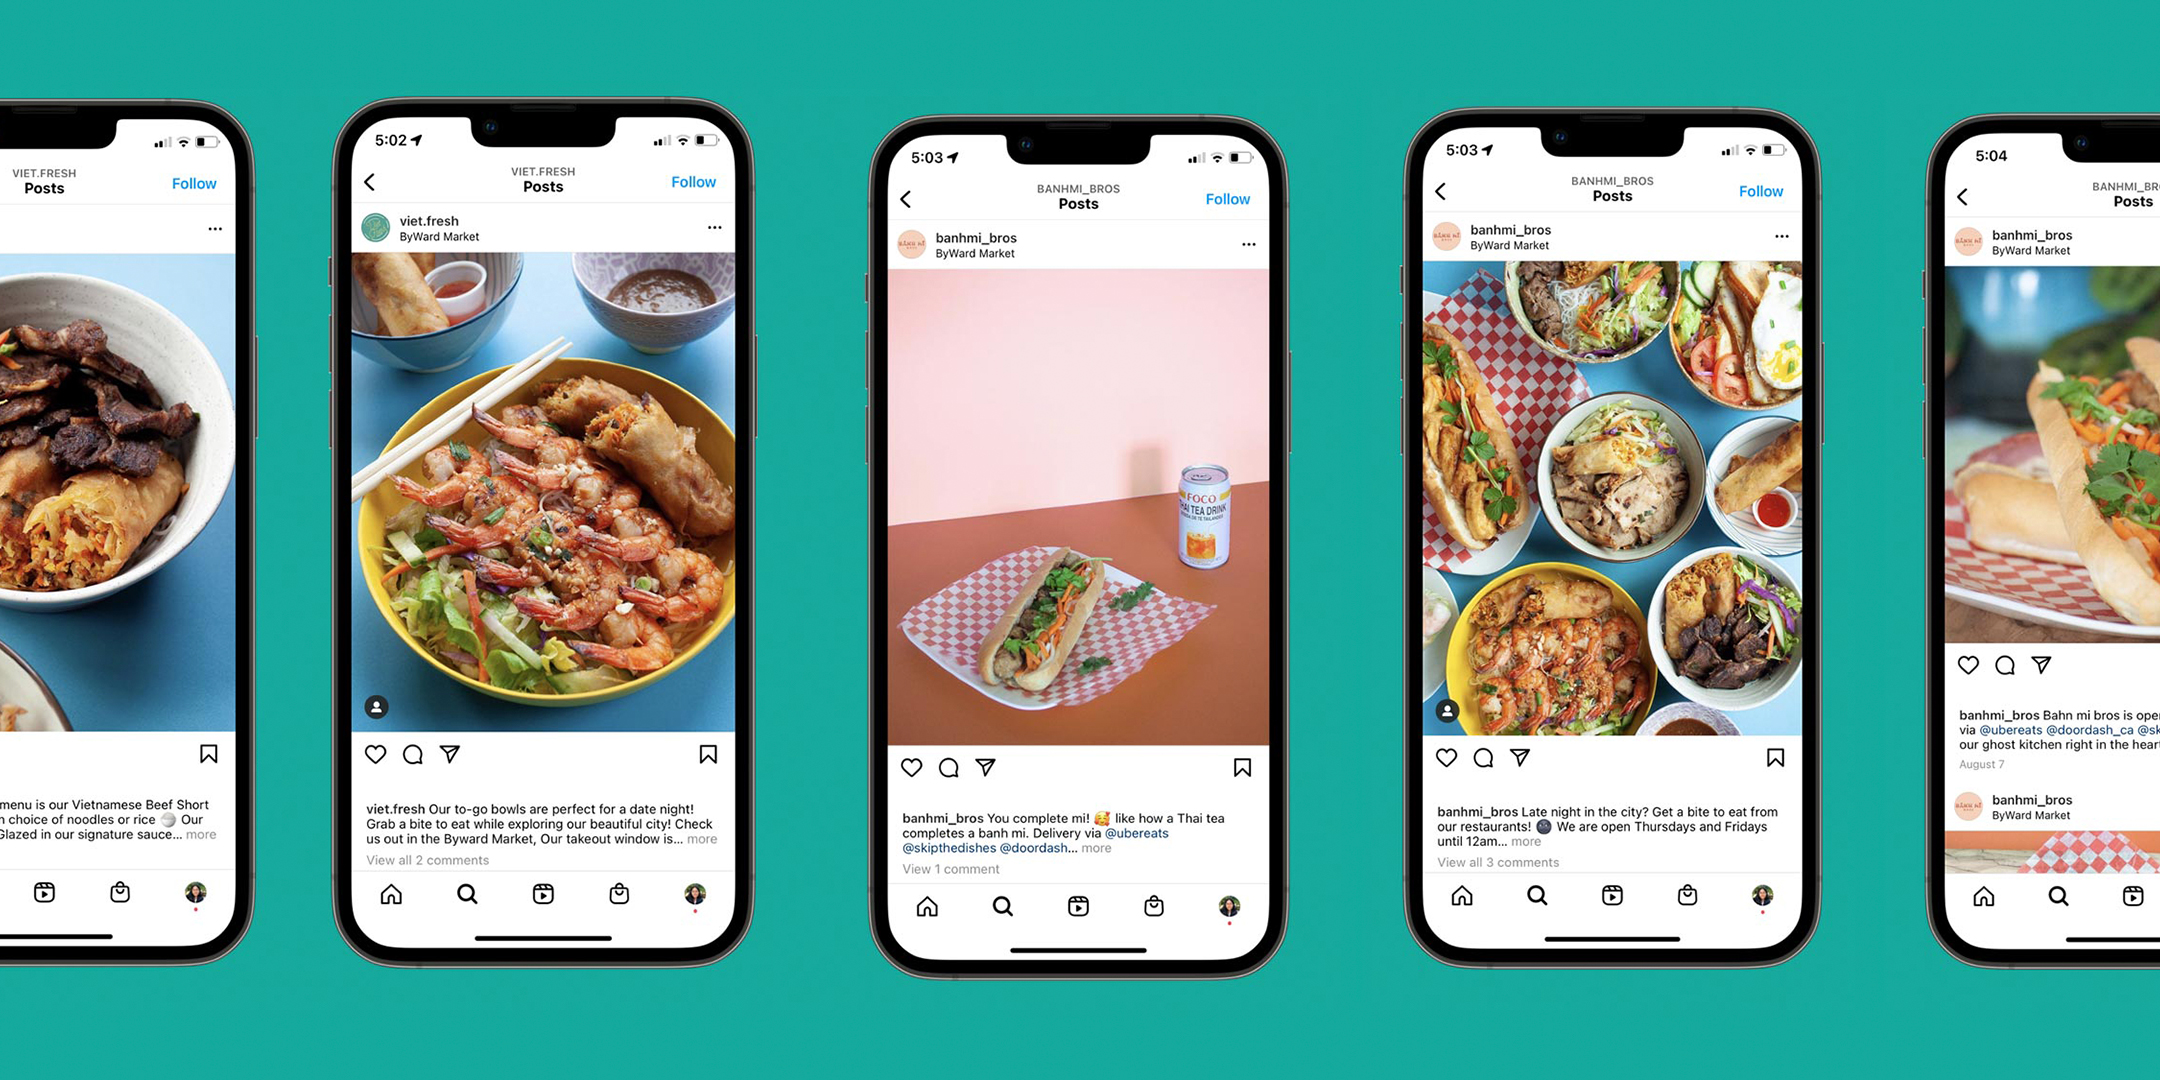 VIET.FRESH
Posts
Follow
menu is our Vietnamese Beef Short
choice of noodles or rice 🍚 Our
Glazed in our signature sauce... more
5:02
VIET.FRESH
Posts
Follow
viet.fresh
ByWard Market
viet.fresh Our to-go bowls are perfect for a date night!
Grab a bite to eat while exploring our beautiful city! Check
us out in the Byward Market, Our takeout window is... more
View all 2 comments
5:03
BANHMI_BROS
Posts
Follow
banhmi_bros
ByWard Market
FOCO
THAI TEA DRINK
banhmi_bros You complete mi! 🥰 like how a Thai tea
completes a banh mi. Delivery via @ubereats
@skipthedishes @doordash... more
View 1 comment
5:03
BANHMI_BROS
Posts
Follow
banhmi_bros
ByWard Market
banhmi_bros Late night in the city? Get a bite to eat from
our restaurants! 🌚 We are open Thursdays and Fridays
until 12am... more
View all 3 comments
5:04
BANHMI_BRO
Posts
banhmi_bros
ByWard Market
banhmi_bros Bahn mi bros is ope
via @ubereats @doordash_ca @sk
our ghost kitchen right in the heart
August 7
banhmi_bros
ByWard Market